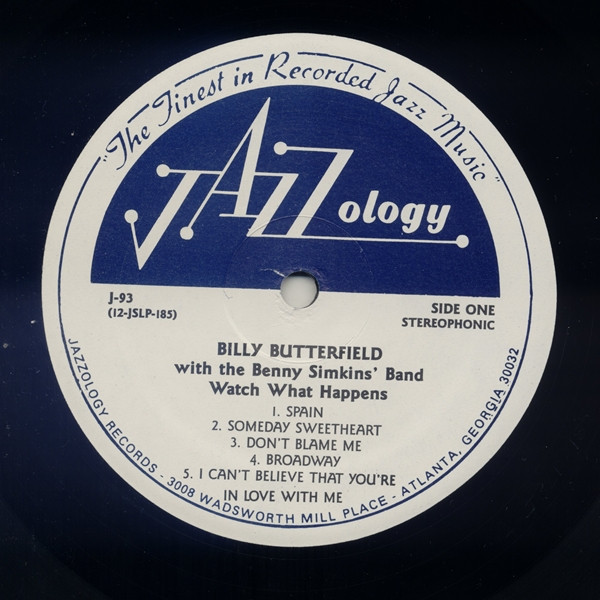 "The Finest in Recorded Jazz Music"
JAZZology
J-93
(12-JSLP-185)
SIDE ONE
STEREOPHONIC
BILLY BUTTERFIELD
with the Benny Simkins' Band
Watch What Happens
1. SPAIN
2. SOMEDAY SWEETHEART
3. DON'T BLAME ME
4. BROADWAY
5. I CAN'T BELIEVE THAT YOU'RE
IN LOVE WITH ME
JAZZOLOGY RECORDS - 3008 WADSWORTH MILL PLACE - ATLANTA, GEORGIA 30032